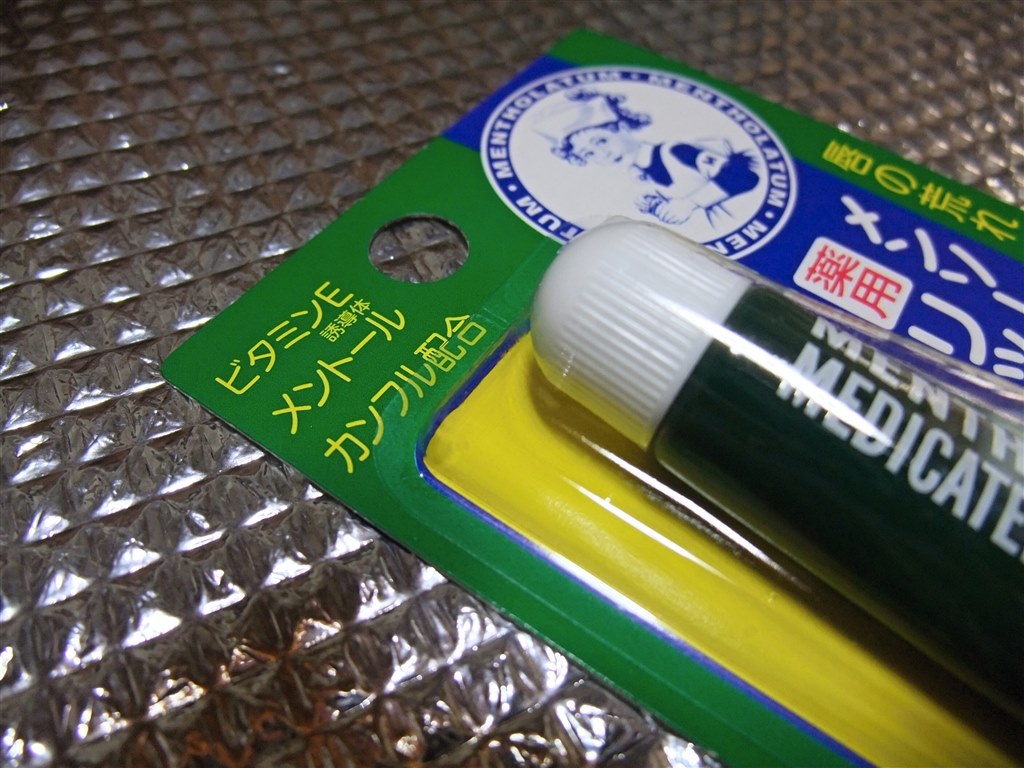 MENTHOLATUM・MENTHOLATUM・
唇の荒れ
メンソ
薬用
リッ
ビタミンE
誘導体
メントール
カンフル配合
MEDICATE